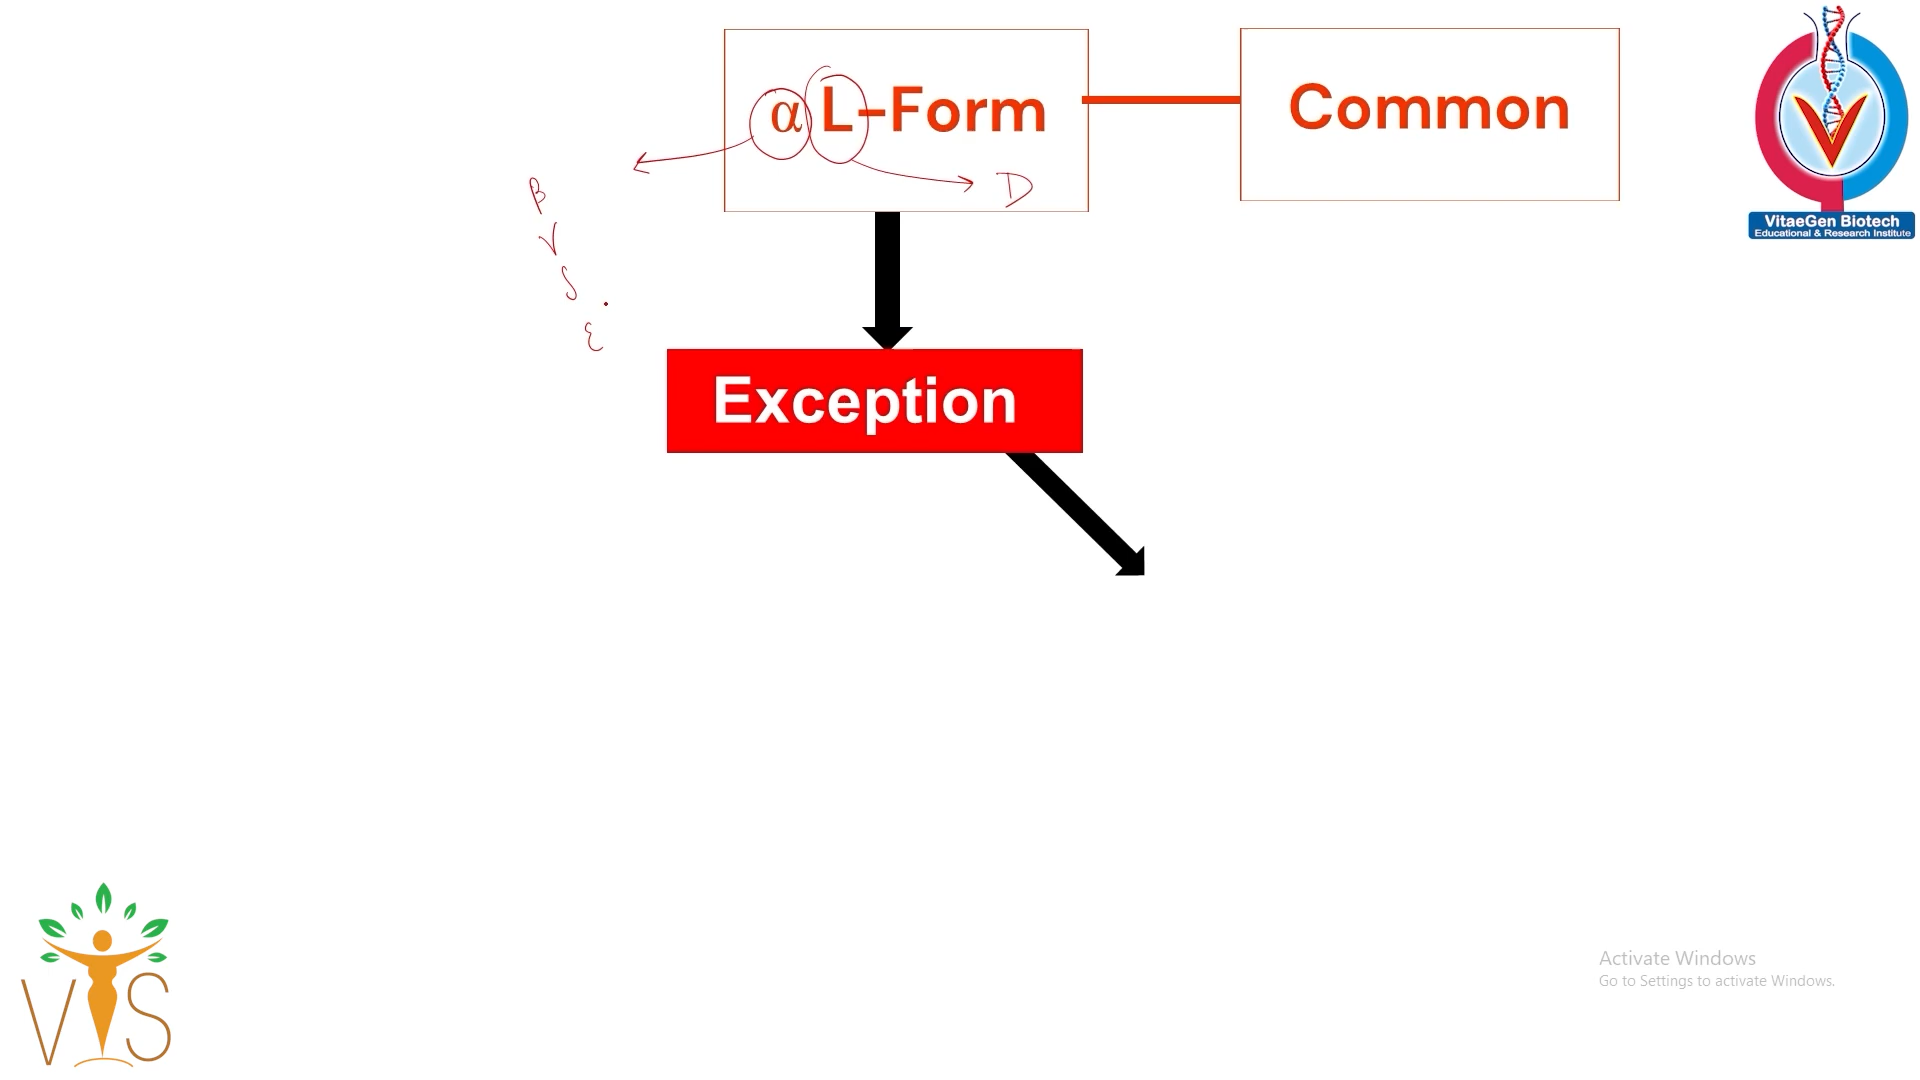 α L-Form
Common
D
β
γ
δ
ε
Exception
V
VitaeGen Biotech
Educational & Research Institute
VIS
Activate Windows
Go to Settings to activate Windows.